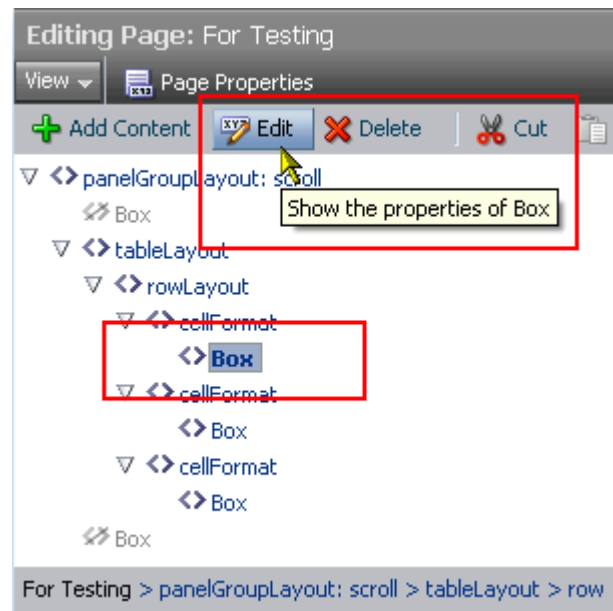 Editing Page: For Testing
View Page Properties
Add Content Edit Delete Cut
panelGroupLayout: scroll
Box
Show the properties of Box
tableLayout
rowLayout
cellFormat
Box
cellFormat
Box
cellFormat
Box
Box
For Testing > panelGroupLayout: scroll > tableLayout > row